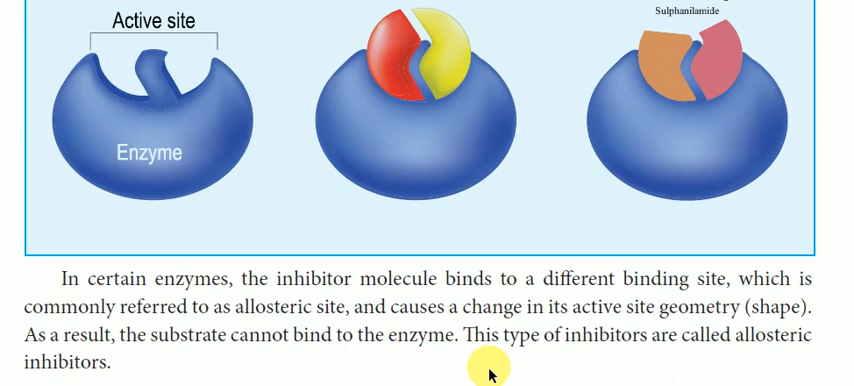 Sulphanilamide
Active site
Enzyme
In certain enzymes, the inhibitor molecule binds to a different binding site, which is
commonly referred to as allosteric site, and causes a change in its active site geometry (shape).
As a result, the substrate cannot bind to the enzyme. This type of inhibitors are called allosteric
inhibitors.